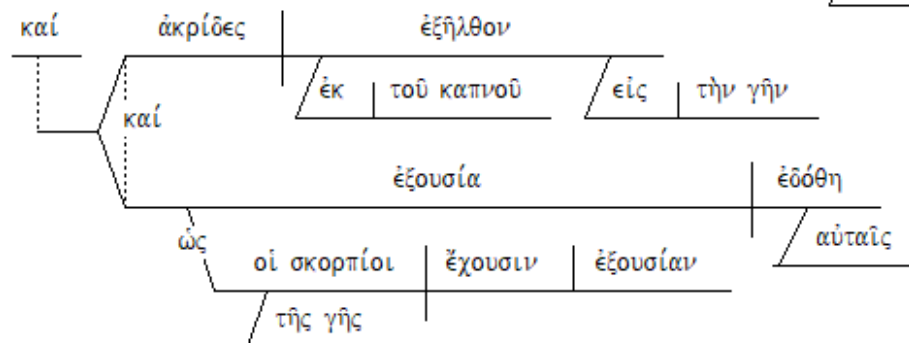 καί ἀκρίδες ἐξῆλθον
ἐκ τοῦ καπνοῦ εἰς τὴν γῆν
καί
ἐξουσία ἐδόθη
ὡς αὐταῖς
οἱ σκορπίοι ἔχουσιν ἐξουσίαν
τῆς γῆς